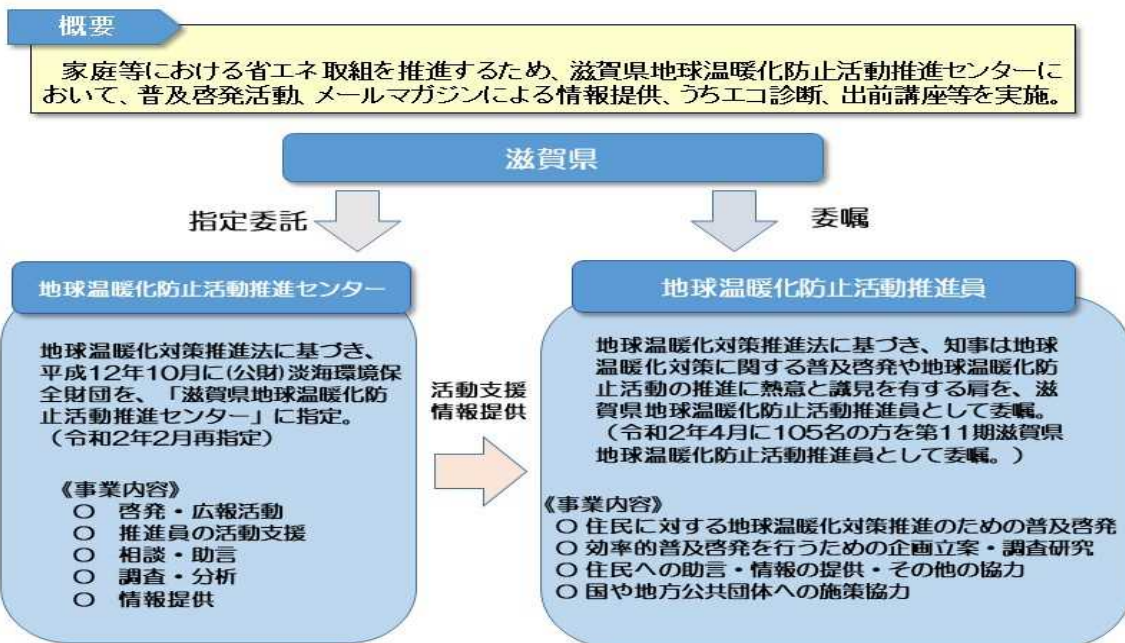 概要
家庭等における省エネ取組を推進するため、滋賀県地球温暖化防止活動推進センターに
おいて、普及啓発活動、メールマガジンによる情報提供、うちエコ診断、出前講座等を実施。
滋賀県
指定委託
委嘱
地球温暖化防止活動推進センター
地球温暖化対策推進法に基づき、
平成12年10月に(公財)淡海環境保
全財団を、「滋賀県地球温暖化防
止活動推進センター」に指定。
（令和2年2月再指定）
《事業内容》
○ 啓発・広報活動
○ 推進員の活動支援
○ 相談・助言
○ 調査・分析
○ 情報提供
活動支援
情報提供
地球温暖化防止活動推進員
地球温暖化対策推進法に基づき、知事は地球
温暖化対策に関する普及啓発や地球温暖化防
止活動の推進に熱意と識見を有する肩を、滋
賀県地球温暖化防止活動推進員として委嘱。
（令和2年4月に105名の方を第11期滋賀県
地球温暖化防止活動推進員として委嘱。）
《事業内容》
○ 住民に対する地球温暖化対策推進のための普及啓発
○ 効率的普及啓発を行うための企画立案・調査研究
○ 住民への助言・情報の提供・その他の協力
○ 国や地方公共団体への施策協力